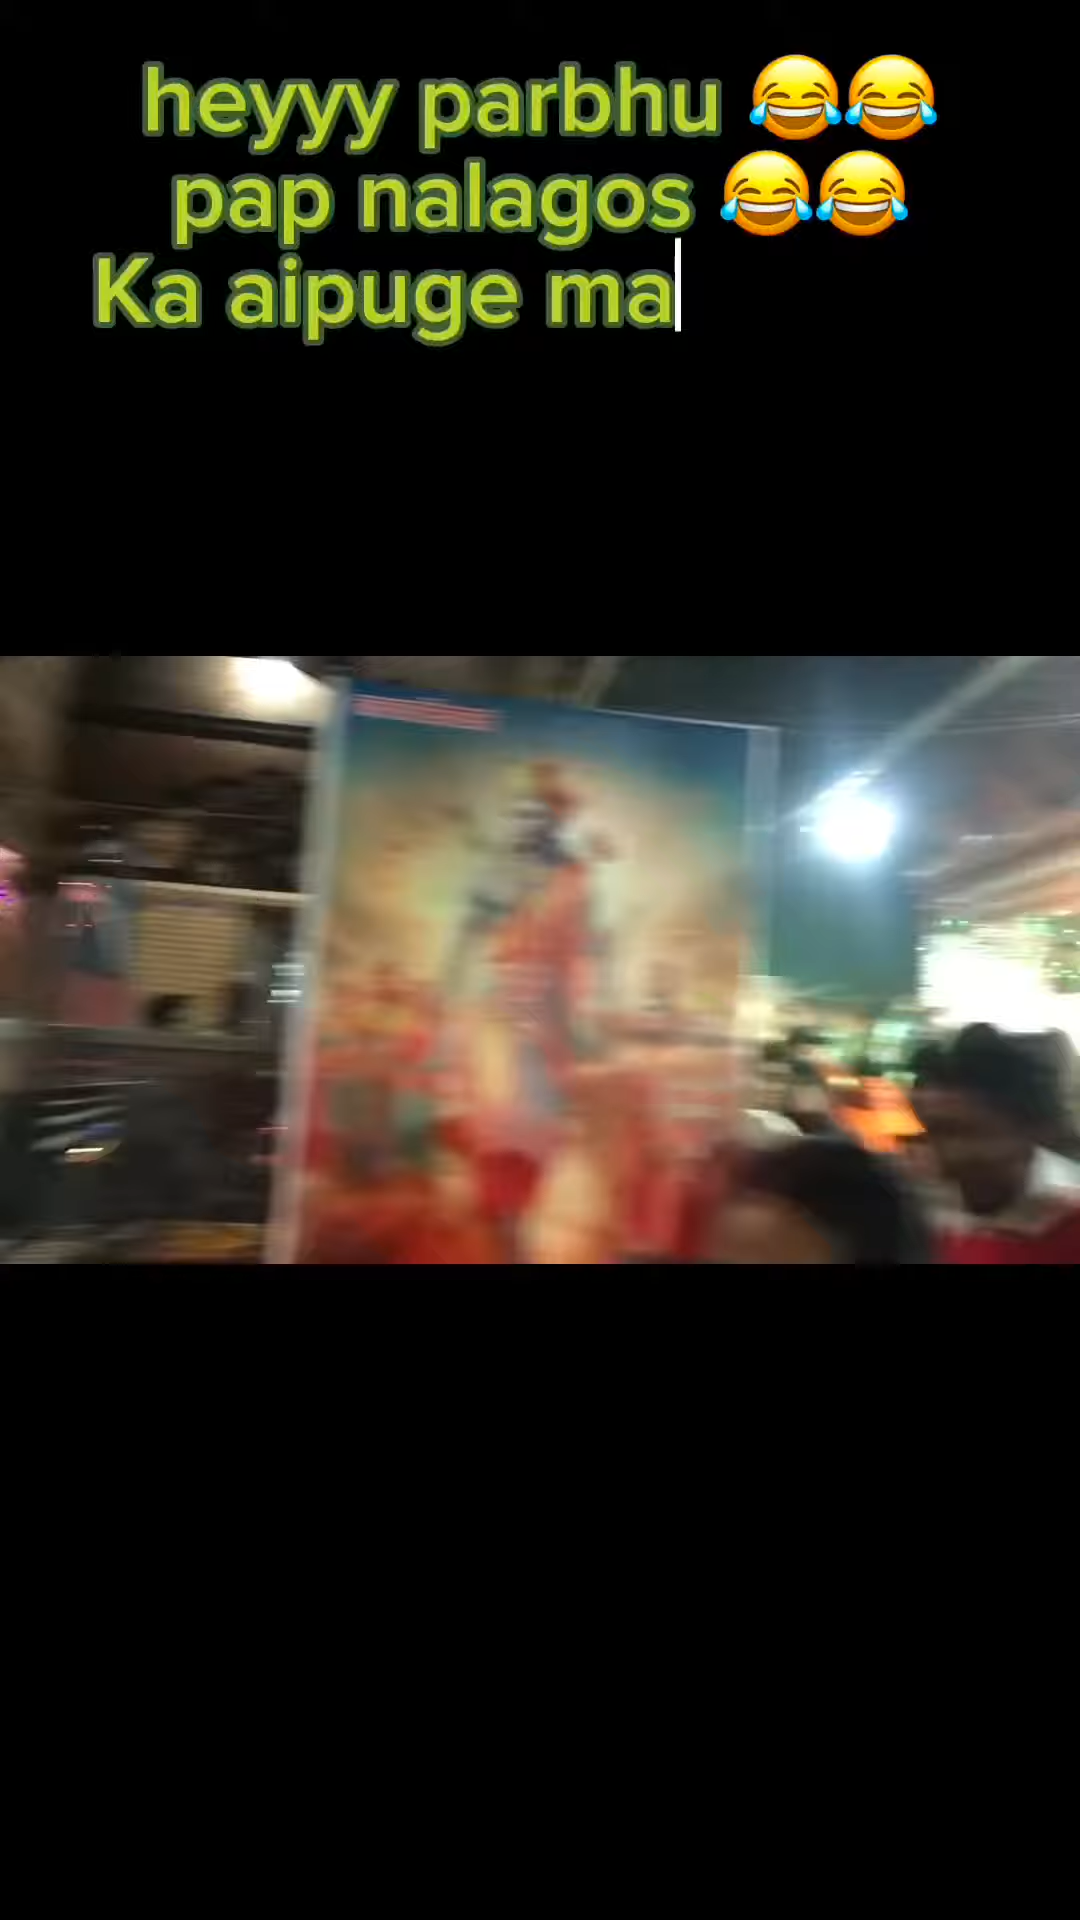 heyyy parbhu 😂😂
pap nalagos 😂😂
Ka aipuge ma